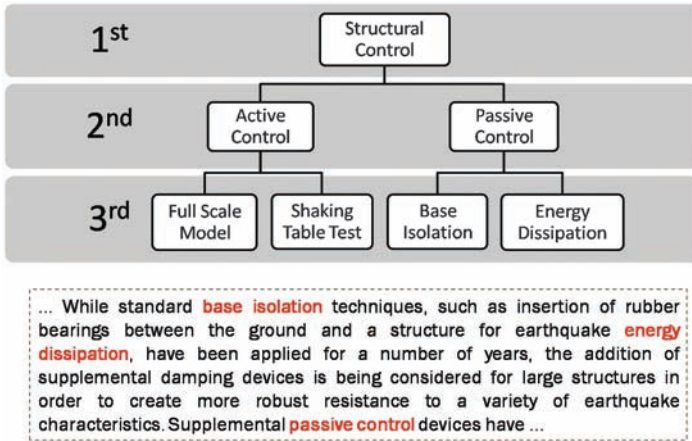 1st
Structural
Control
2nd
Active
Control
Passive
Control
3rd
Full Scale
Model
Shaking
Table Test
Base
Isolation
Energy
Dissipation
... While standard base isolation techniques, such as insertion of rubber
bearings between the ground and a structure for earthquake energy
dissipation, have been applied for a number of years, the addition of
supplemental damping devices is being considered for large structures in
order to create more robust resistance to a variety of earthquake
characteristics. Supplemental passive control devices have ...